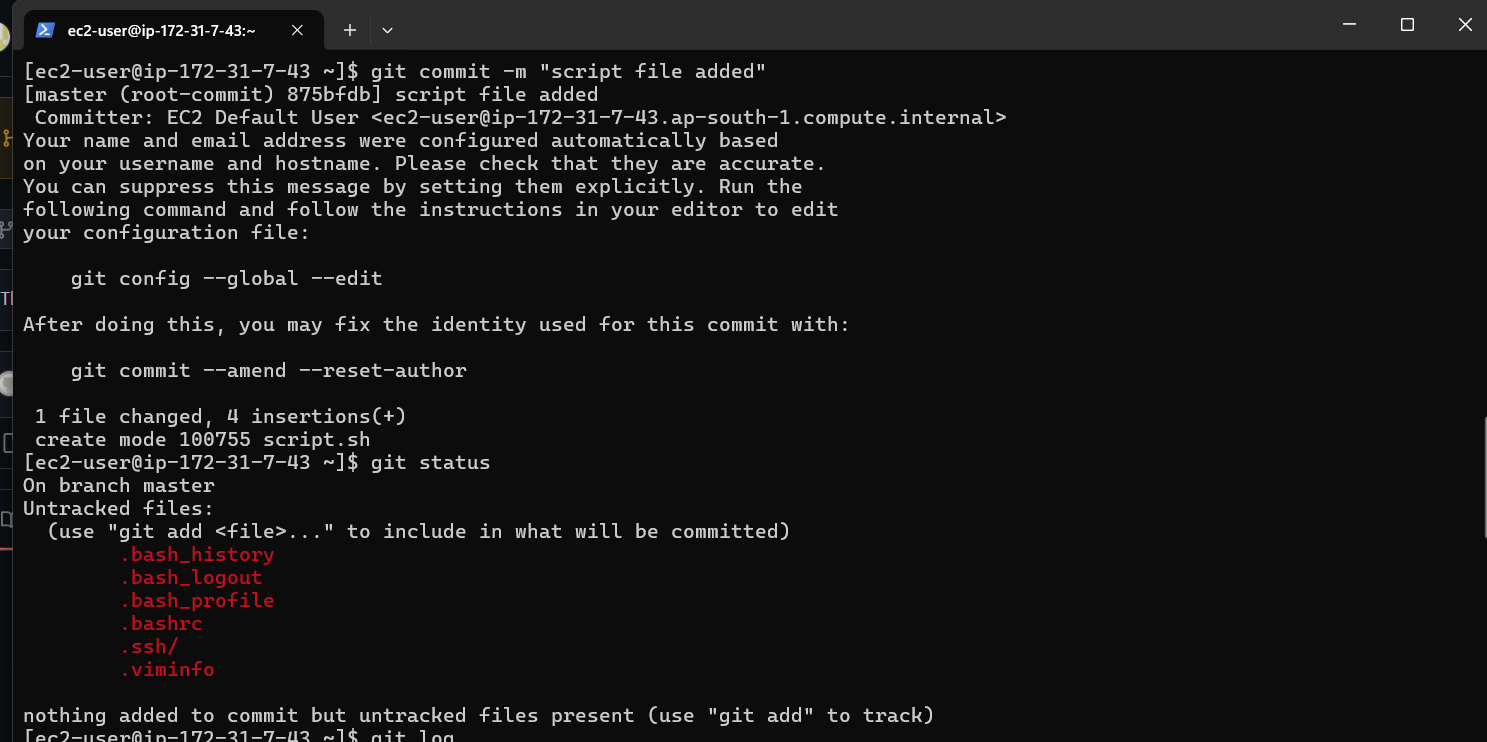 ec2-user@ip-172-31-7-43:~
[ec2-user@ip-172-31-7-43 ~]$ git commit -m "script file added"
[master (root-commit) 875bfdb] script file added
 Committer: EC2 Default User <ec2-user@ip-172-31-7-43.ap-south-1.compute.internal>
Your name and email address were configured automatically based
on your username and hostname. Please check that they are accurate.
You can suppress this message by setting them explicitly. Run the
following command and follow the instructions in your editor to edit
your configuration file:

    git config --global --edit

After doing this, you may fix the identity used for this commit with:

    git commit --amend --reset-author

 1 file changed, 4 insertions(+)
 create mode 100755 script.sh
[ec2-user@ip-172-31-7-43 ~]$ git status
On branch master
Untracked files:
  (use "git add <file>..." to include in what will be committed)
        .bash_history
        .bash_logout
        .bash_profile
        .bashrc
        .ssh/
        .viminfo

nothing added to commit but untracked files present (use "git add" to track)
[ec2-user@ip-172-31-7-43 ~]$ git log